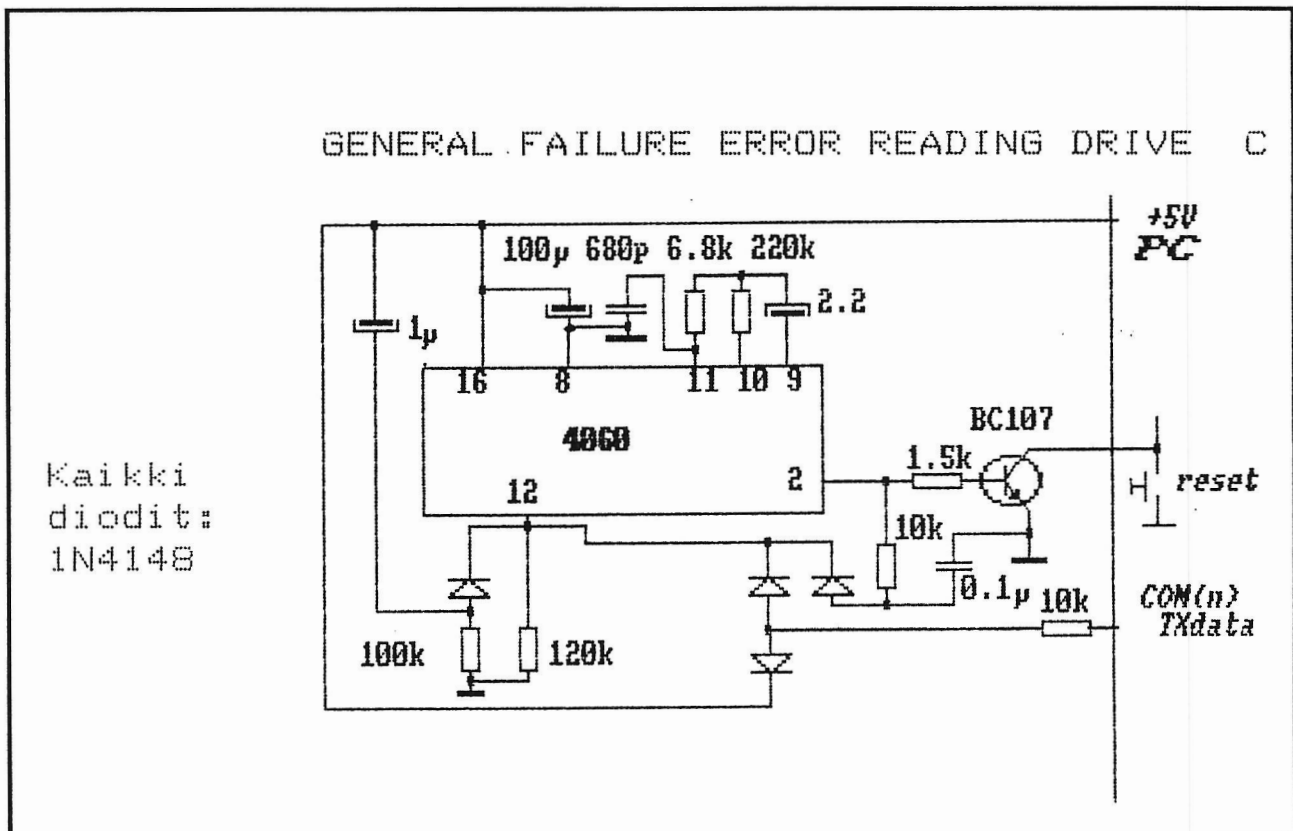 GENERAL FAILURE ERROR READING DRIVE C
+5V
PC
100µ 680p 6.8k 220k
2.2
1µ
16 8 11 10 9
4060
BC107
1.5k
2
12
reset
Kaikki
diodit:
1N4148
10k
0.1µ
10k
COM(n)
TXdata
100k
120k